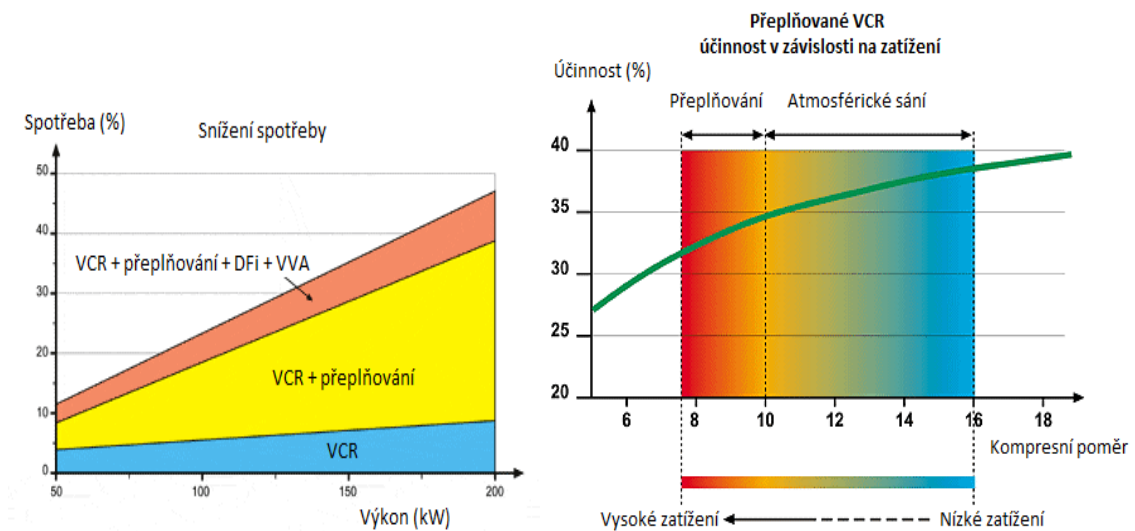 Spotřeba (%)
Snížení spotřeby
50
40
30
20
10
0
VCR + přeplňování + DFi + VVA
VCR + přeplňování
VCR
50
100
150
200
Výkon (kW)
Přeplňované VCR
účinnost v závislosti na zatížení
Účinnost (%)
Přeplňování
Atmosférické sání
40
35
30
25
20
6
8
10
12
14
16
18
Kompresní poměr
Vysoké zatížení
Nízké zatížení